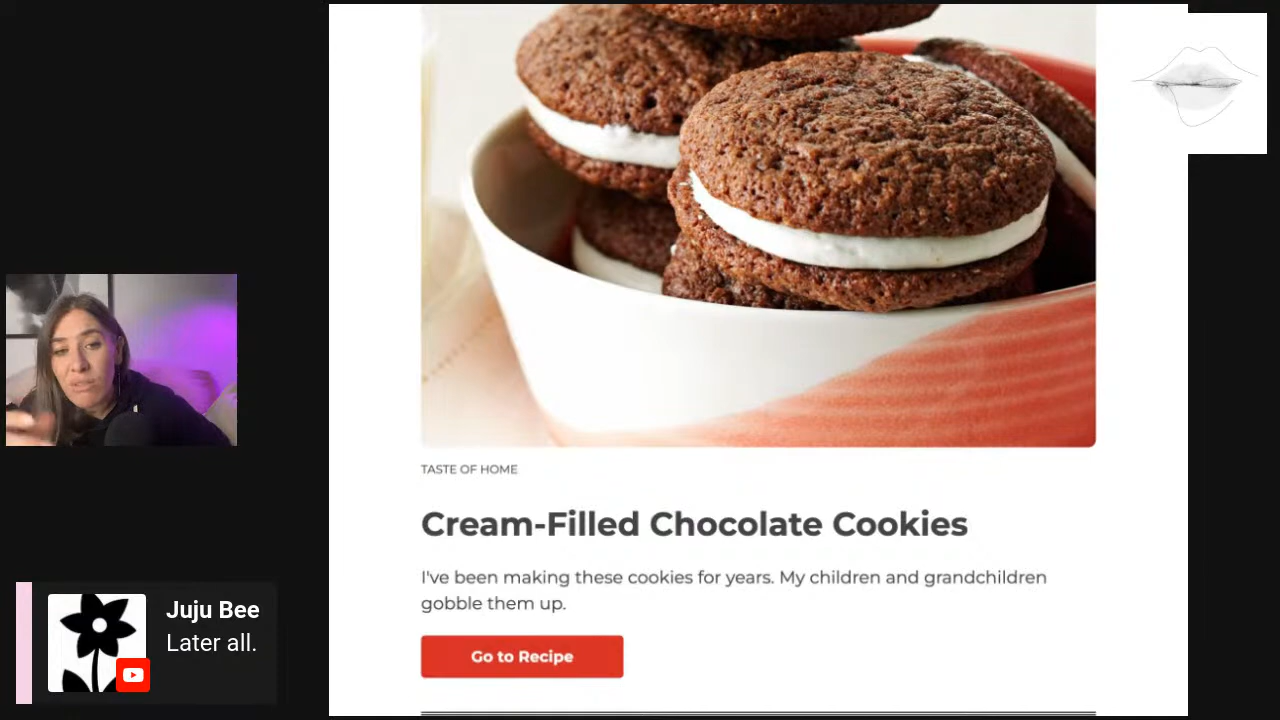 TASTE OF HOME
Cream-Filled Chocolate Cookies
I've been making these cookies for years. My children and grandchildren
gobble them up.
Go to Recipe
Juju Bee
Later all.